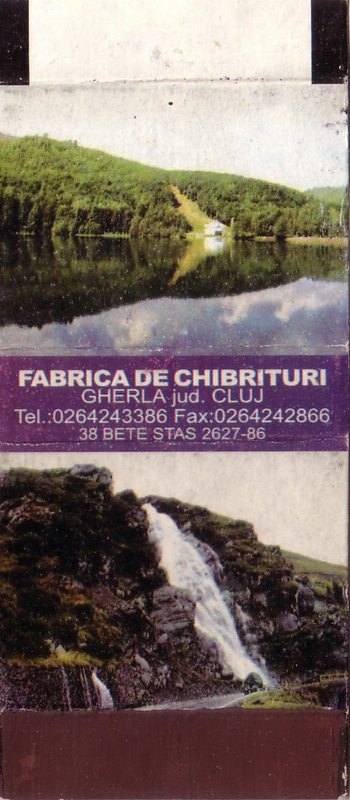 FABRICA DE CHIBRITURI
GHERLA jud. CLUJ
Tel.:0264243386 Fax:0264242866
38 BETE STAS 2627-86